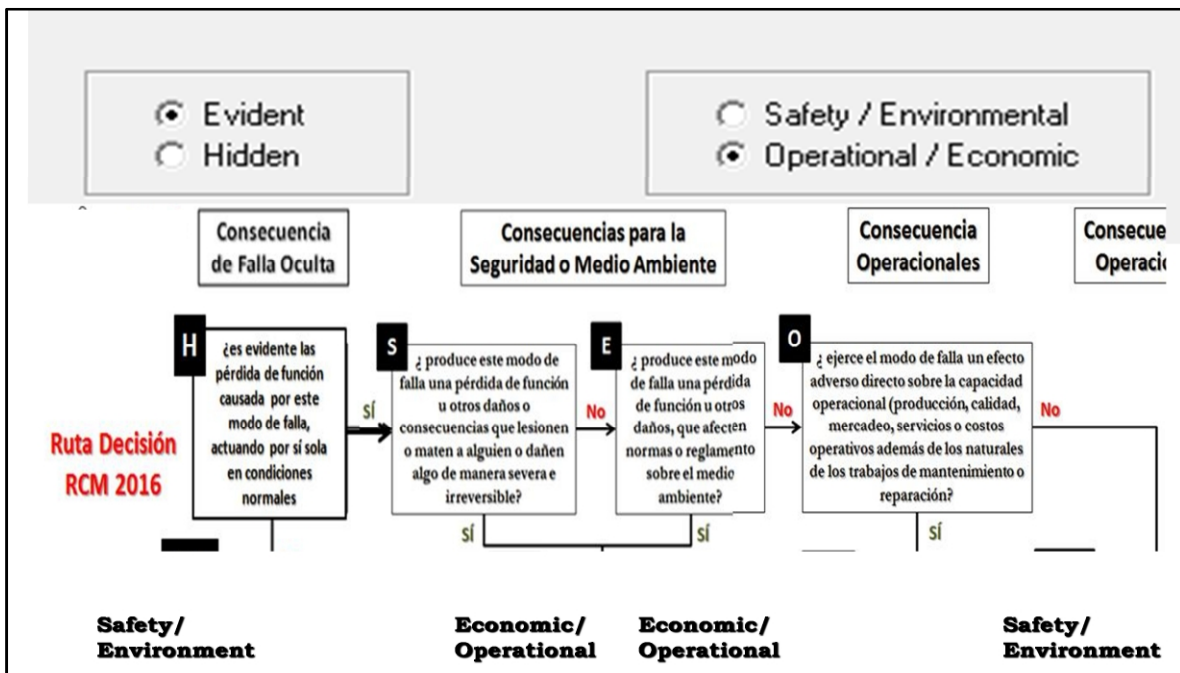 Evident
Hidden
Safety / Environmental
Operational / Economic
Consecuencia
de Falla Oculta
Consecuencias para la
Seguridad o Medio Ambiente
Consecuencia
Operacionales
Consecue
Operacio
H
¿es evidente las
pérdida de función
causada por este
modo de falla,
actuando por sí sola
en condiciones
normales
SÍ
S
¿ produce este modo de
falla una pérdida de función
u otros daños o
consecuencias que lesionen
o maten a alguien o dañen
algo de manera severa e
irreversible?
No
SÍ
E
¿ produce este modo
de falla una pérdida
de función u otros
daños, que afecten
normas o reglamento
sobre el medio
ambiente?
No
SÍ
O
¿ ejerce el modo de falla un efecto
adverso directo sobre la capacidad
operacional (producción, calidad,
mercadeo, servicios o costos
operativos además de los naturales
de los trabajos de mantenimiento o
reparación?
No
SÍ
Ruta Decisión
RCM 2016
Safety/
Environment
Economic/
Operational
Economic/
Operational
Safety/
Environment